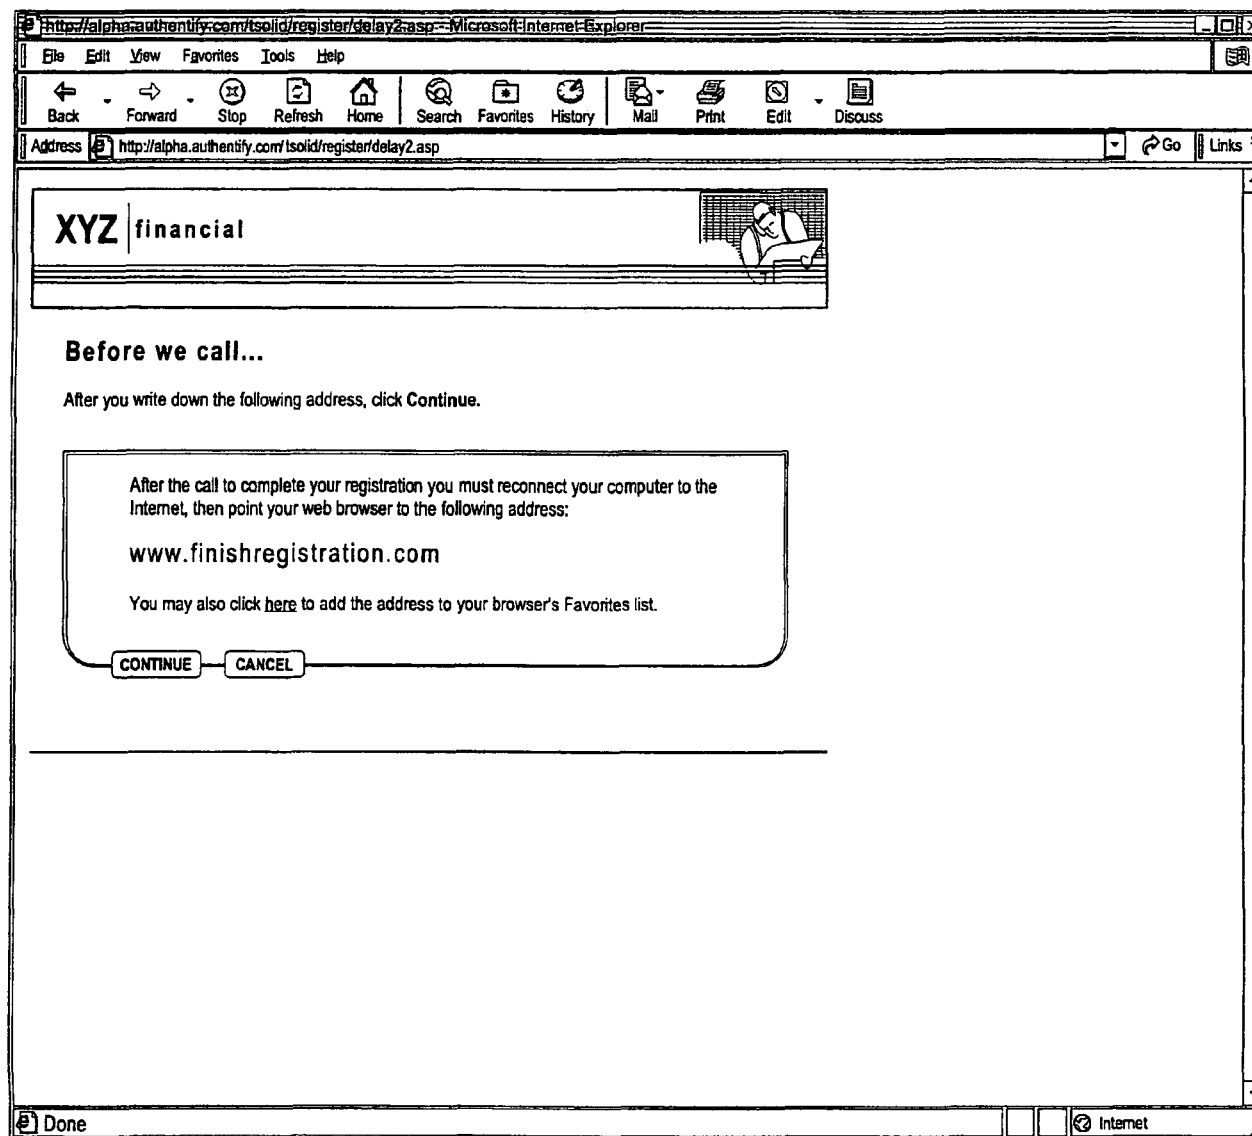 http://alpha.authentify.com/tsolid/register/delay2.asp - Microsoft Internet Explorer
File Edit View Favorites Tools Help
Back Forward Stop Refresh Home Search Favorites History Mail Print Edit Discuss
Address http://alpha.authentify.com/tsolid/register/delay2.asp Go Links
XYZ financial
Before we call...
After you write down the following address, click Continue.
After the call to complete your registration you must reconnect your computer to the
Internet, then point your web browser to the following address:
www.finishregistration.com
You may also click here to add the address to your browser's Favorites list.
CONTINUE CANCEL
Done Internet